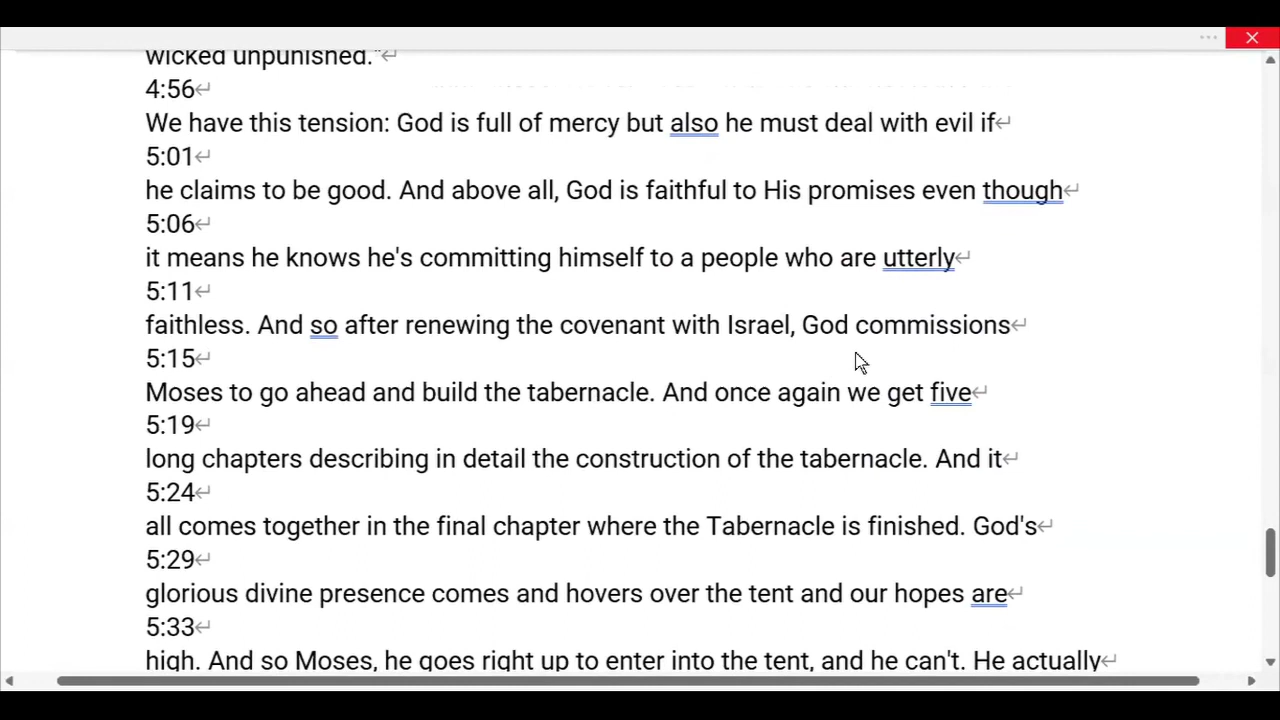 wicked unpunished."
4:56
We have this tension: God is full of mercy but also he must deal with evil if
5:01
he claims to be good. And above all, God is faithful to His promises even though
5:06
it means he knows he's committing himself to a people who are utterly
5:11
faithless. And so after renewing the covenant with Israel, God commissions
5:15
Moses to go ahead and build the tabernacle. And once again we get five
5:19
long chapters describing in detail the construction of the tabernacle. And it
5:24
all comes together in the final chapter where the Tabernacle is finished. God's
5:29
glorious divine presence comes and hovers over the tent and our hopes are
5:33
high. And so Moses, he goes right up to enter into the tent, and he can't. He actually